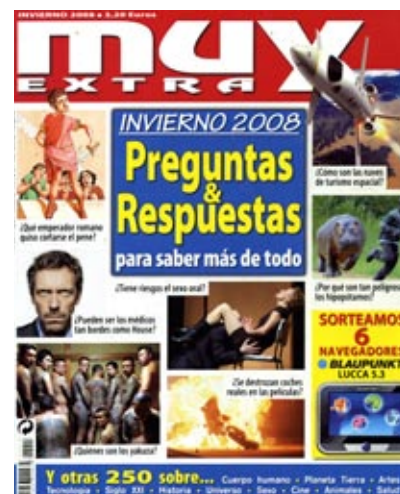 INVIERNO 2008 • 3,20 Euros
MUY
EXTRA
INVIERNO 2008
Preguntas
&
Respuestas
para saber más de todo
¿Cómo son las naves
de turismo espacial?
¿Qué emperador romano
quiso cortarse el pene?
¿Tiene riesgos el sexo oral?
¿Por qué son tan peligrosos
los hipopótamos?
¿Pueden ser los médicos
tan bordes como House?
SORTEAMOS
6
NAVEGADORES
BLAUPUNKT
LUCCA 5.3
¿Se destrozan coches
reales en las películas?
¿Quiénes son los yakuza?
Y otras 250 sobre... Cuerpo humano • Planeta Tierra • Artes
Tecnología • Siglo XXI • Historia • Universo • Sexo • Cine • Animales • Salud